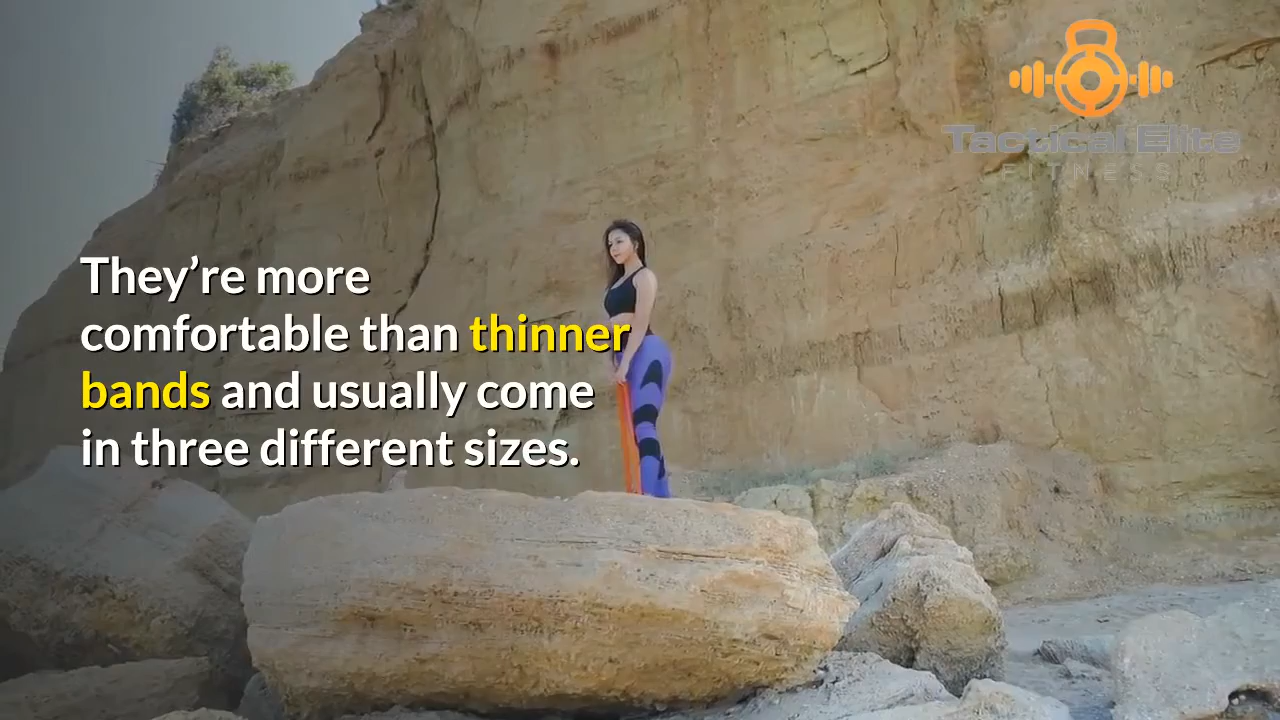 Tactical Elite
FITNESS
They’re more
comfortable than thinner
bands and usually come
in three different sizes.